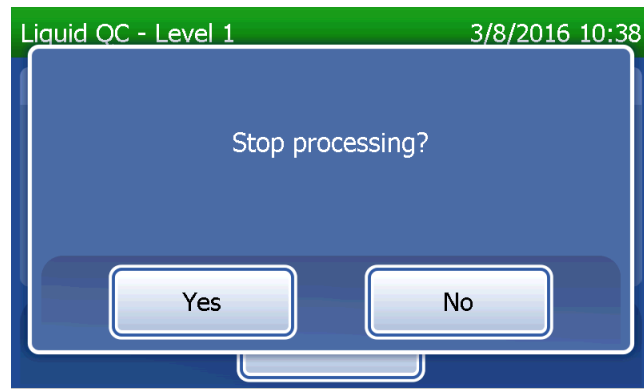 Liquid QC - Level 1 3/8/2016 10:38
Stop processing?
Yes No